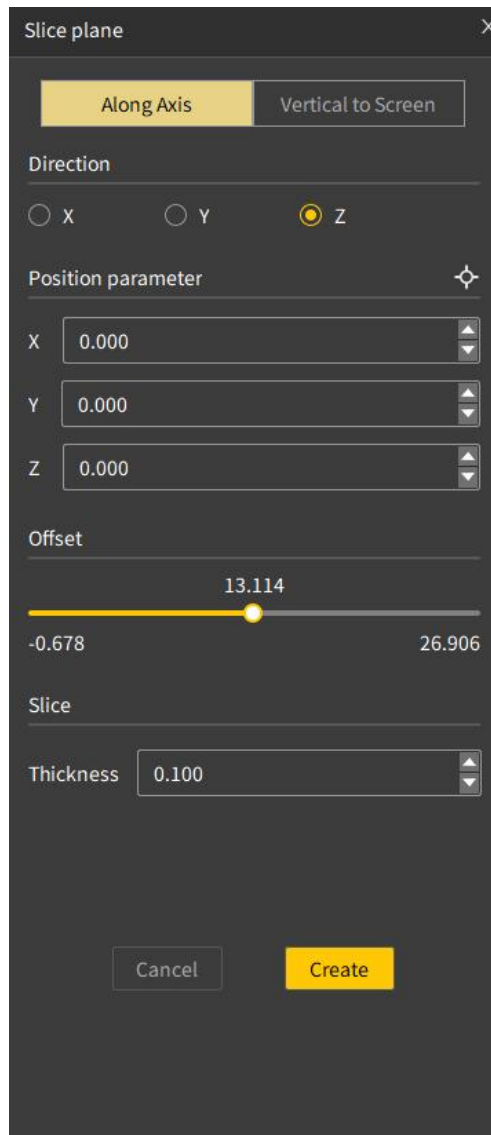 Slice plane X
Along Axis Vertical to Screen
Direction
X Y Z
Position parameter
X 0.000
Y 0.000
Z 0.000
Offset
13.114
-0.678 26.906
Slice
Thickness 0.100
Cancel Create